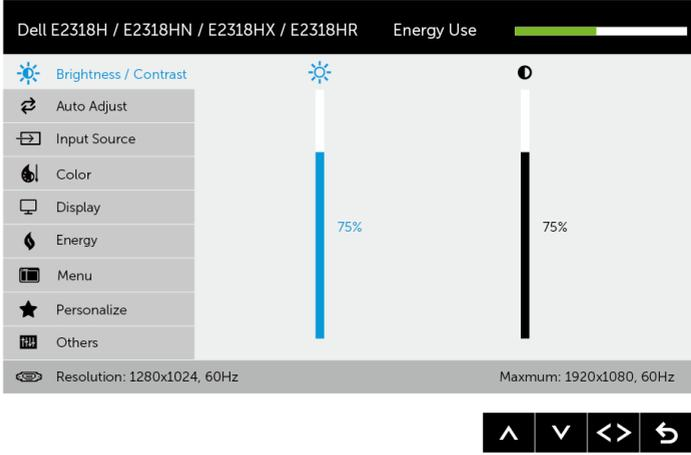 Dell E2318H / E2318HN / E2318HX / E2318HR Energy Use
Brightness / Contrast
Auto Adjust
Input Source
Color
Display
Energy
Menu
Personalize
Others
75%
75%
Resolution: 1280x1024, 60Hz Maxmum: 1920x1080, 60Hz